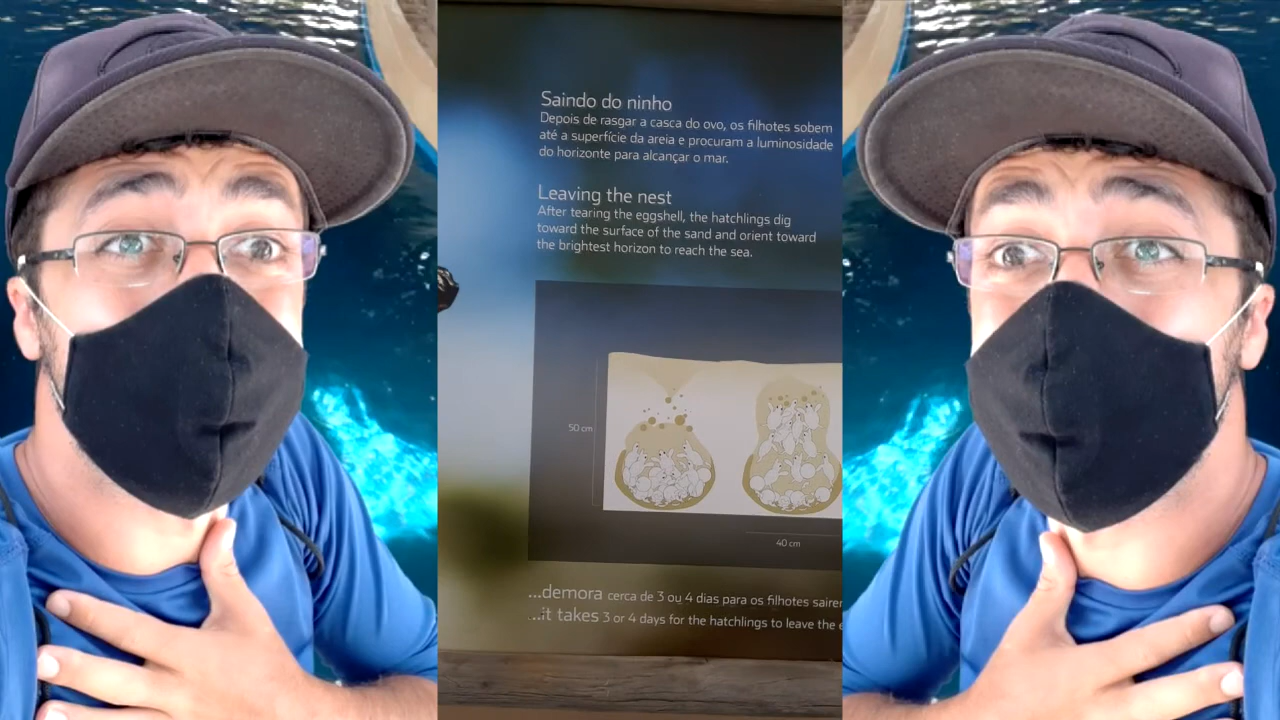 Saindo do ninho
Depois de rasgar a casca do ovo, os filhotes sobem
até a superfície da areia e procuram a luminosidade
do horizonte para alcançar o mar.
Leaving the nest
After tearing the eggshell, the hatchlings dig
toward the surface of the sand and orient toward
the brightest horizon to reach the sea.
50 cm
40 cm
...demora cerca de 3 ou 4 dias para os filhotes
...it takes 3 or 4 days for the hatchlings to leave the